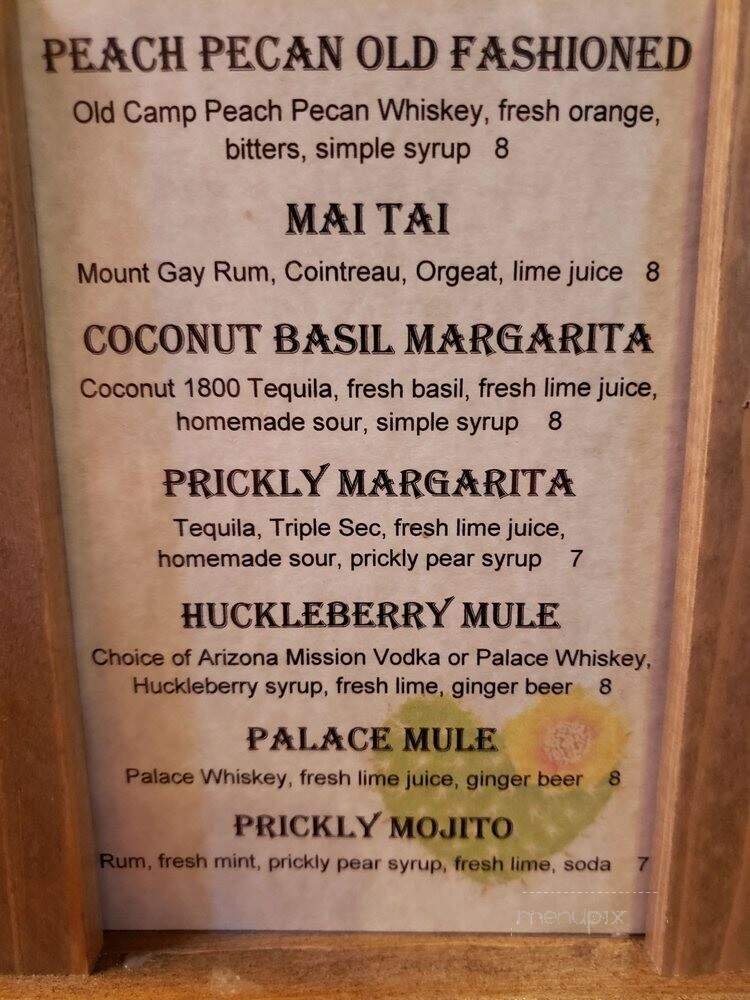 PEACH PECAN OLD FASHIONED
Old Camp Peach Pecan Whiskey, fresh orange,
bitters, simple syrup 8
MAI TAI
Mount Gay Rum, Cointreau, Orgeat, lime juice 8
COCONUT BASIL MARGARITA
Coconut 1800 Tequila, fresh basil, fresh lime juice,
homemade sour, simple syrup 8
PRICKLY MARGARITA
Tequila, Triple Sec, fresh lime juice,
homemade sour, prickly pear syrup 7
HUCKLEBERRY MULE
Choice of Arizona Mission Vodka or Palace Whiskey,
Huckleberry syrup, fresh lime, ginger beer 8
PALACE MULE
Palace Whiskey, fresh lime juice, ginger beer 8
PRICKLY MOJITO
Rum, fresh mint, prickly pear syrup, fresh lime, soda 7
menupix